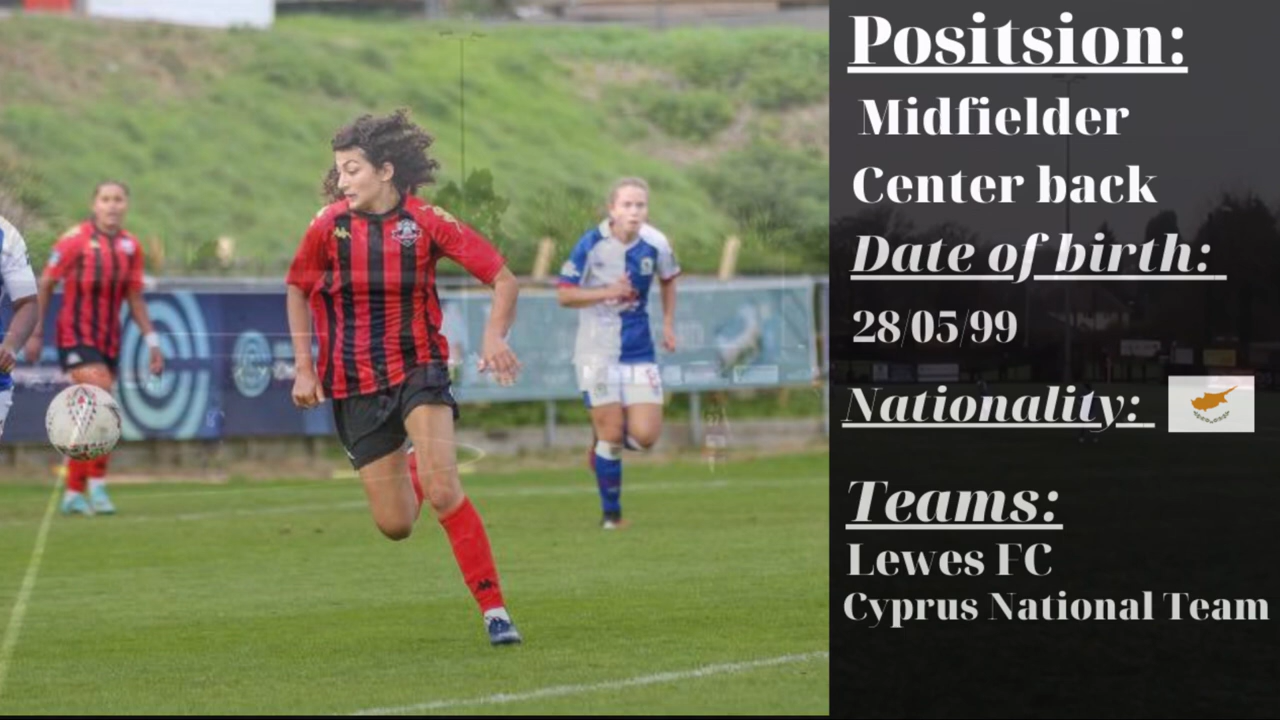 Positsion:
Midfielder
Center back
Date of birth:
28/05/99
Nationality:
Teams:
Lewes FC
Cyprus National Team